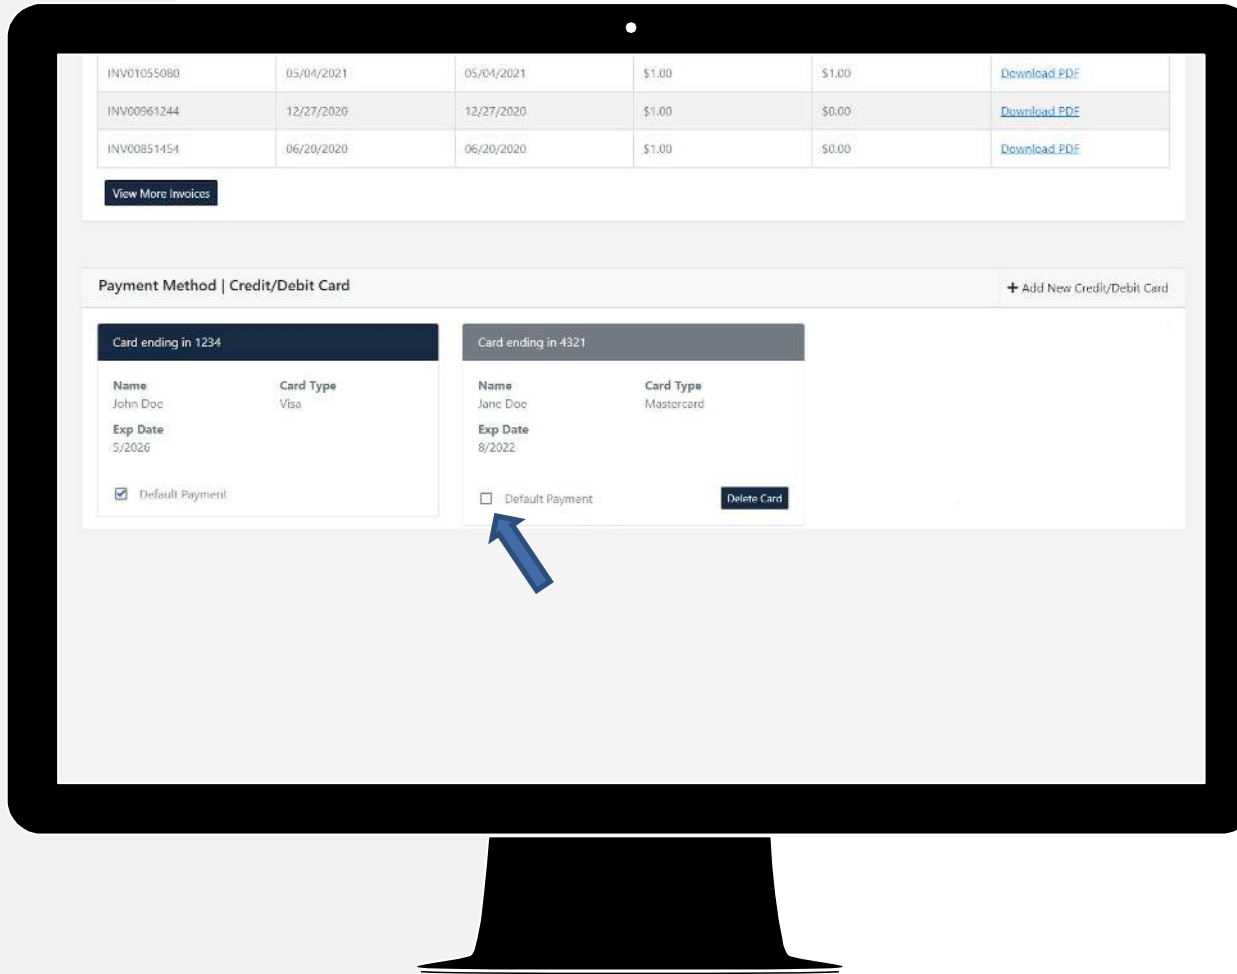 INV01055080 05/04/2021 05/04/2021 $1.00 $1.00 Download PDF
INV00961244 12/27/2020 12/27/2020 $1.00 $0.00 Download PDF
INV00851454 06/20/2020 06/20/2020 $1.00 $0.00 Download PDF
View More Invoices
Payment Method | Credit/Debit Card + Add New Credit/Debit Card
Card ending in 1234
Name Card Type
John Doe Visa
Exp Date
5/2026
Default Payment
Card ending in 4321
Name Card Type
Jane Doe Mastercard
Exp Date
8/2022
Default Payment Delete Card